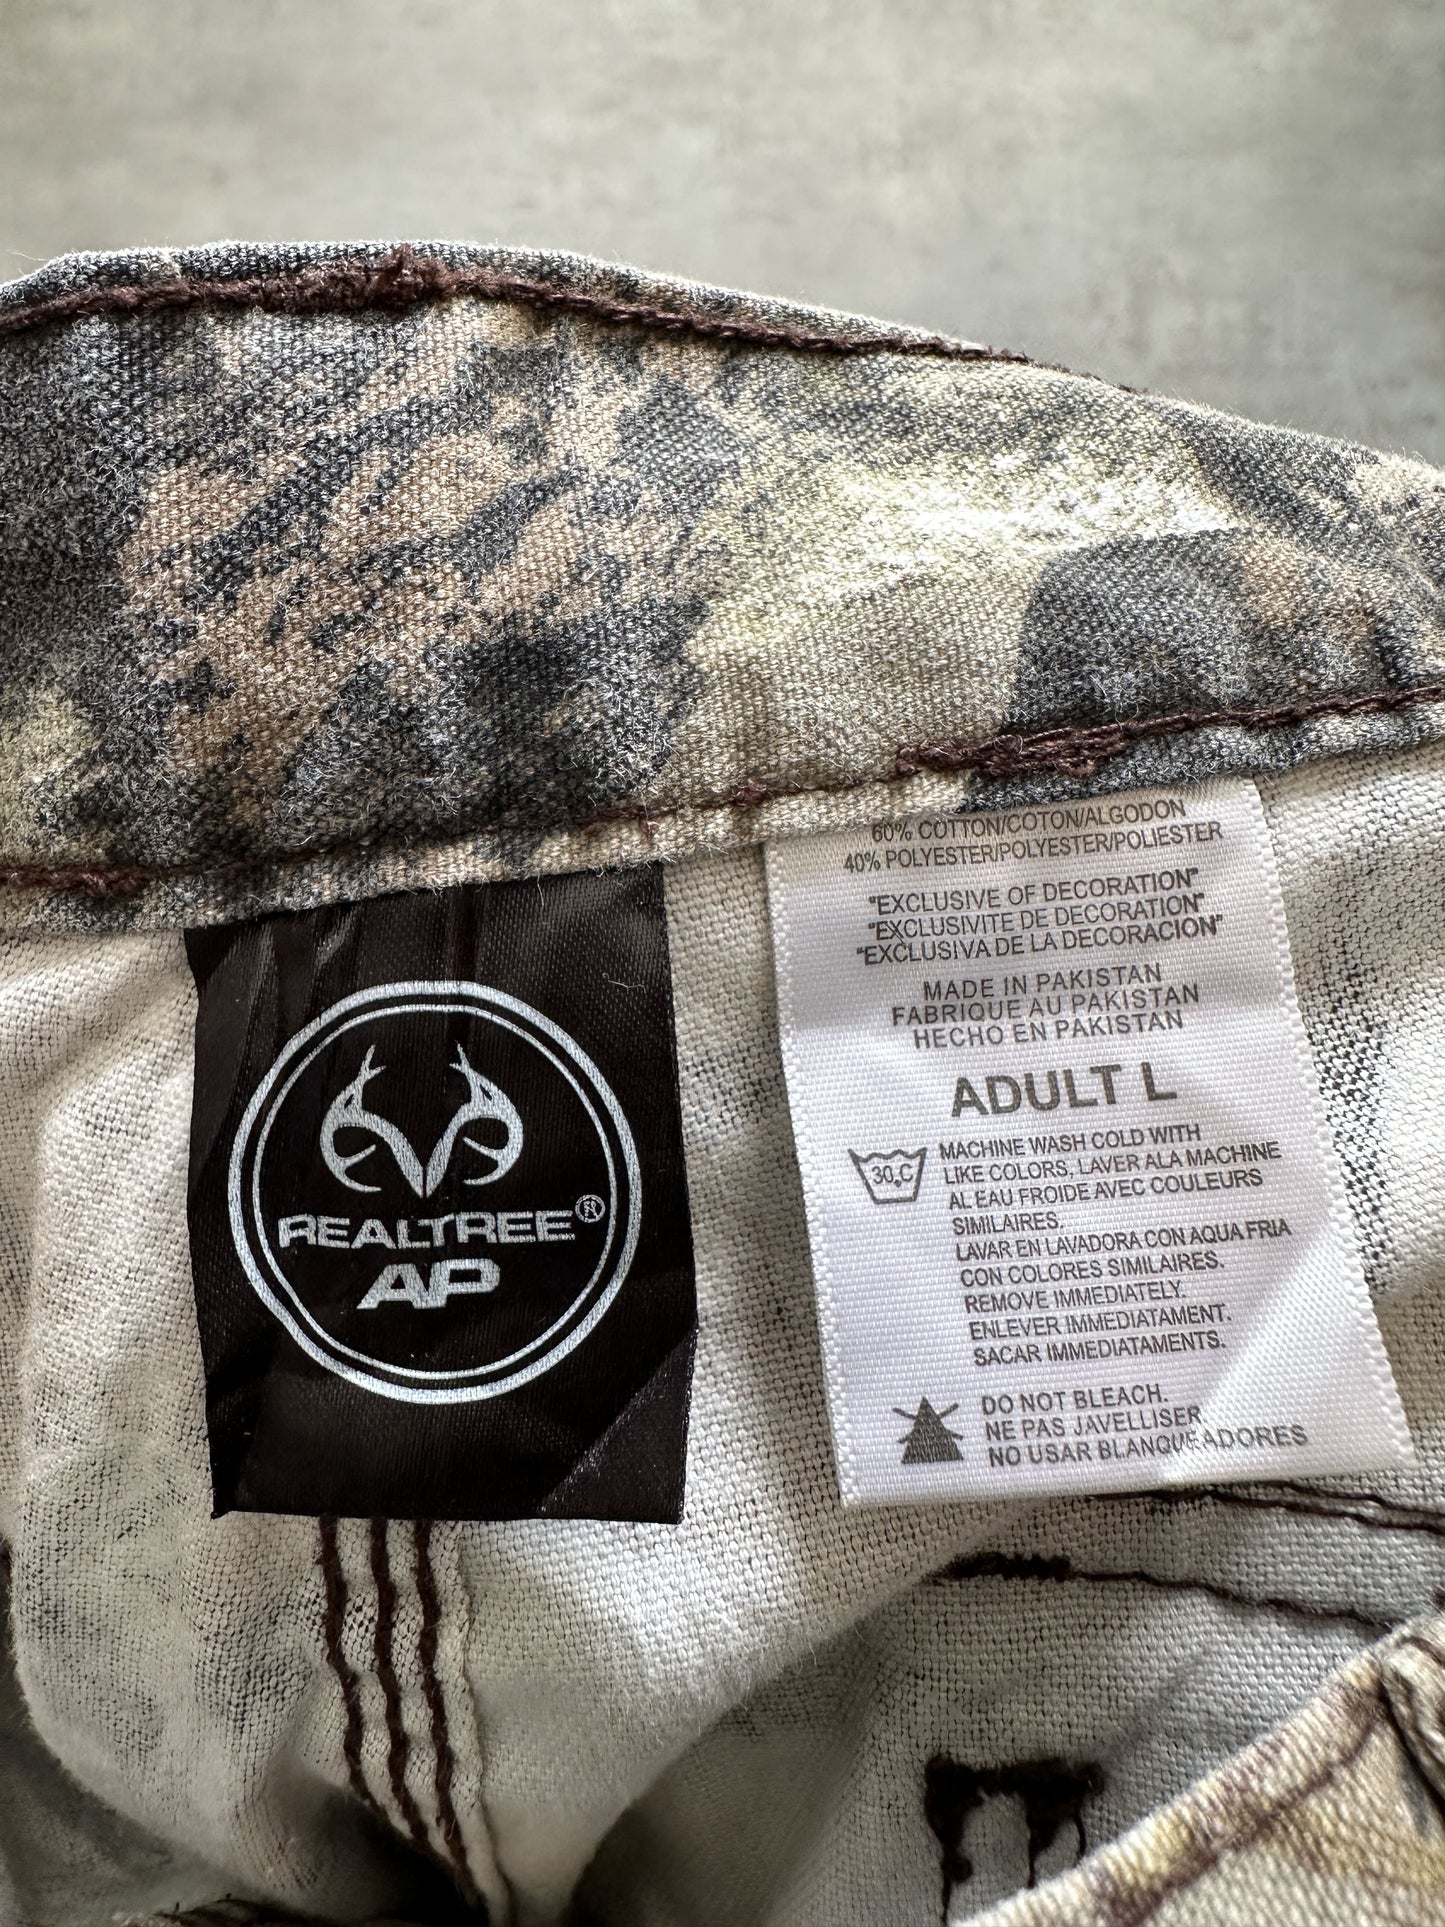 REALTREE®
AP
60% COTTON/COTON/ALGODON
40% POLYESTER/POLYESTER/POLIESTER
"EXCLUSIVE OF DECORATION"
"EXCLUSIVITE DE DECORATION"
"EXCLUSIVA DE LA DECORACION"
MADE IN PAKISTAN
FABRIQUE AU PAKISTAN
HECHO EN PAKISTAN
ADULT L
30.C
MACHINE WASH COLD WITH
LIKE COLORS, LAVER ALA MACHINE
AL EAU FROIDE AVEC COULEURS
SIMILAIRES.
LAVAR EN LAVADORA CON AQUA FRIA
CON COLORES SIMILARES.
REMOVE IMMEDIATELY.
ENLEVER IMMEDIATAMENT.
SACAR IMMEDIATAMENTS.
DO NOT BLEACH.
NE PAS JAVELLISER
NO USAR BLANQUEADORES